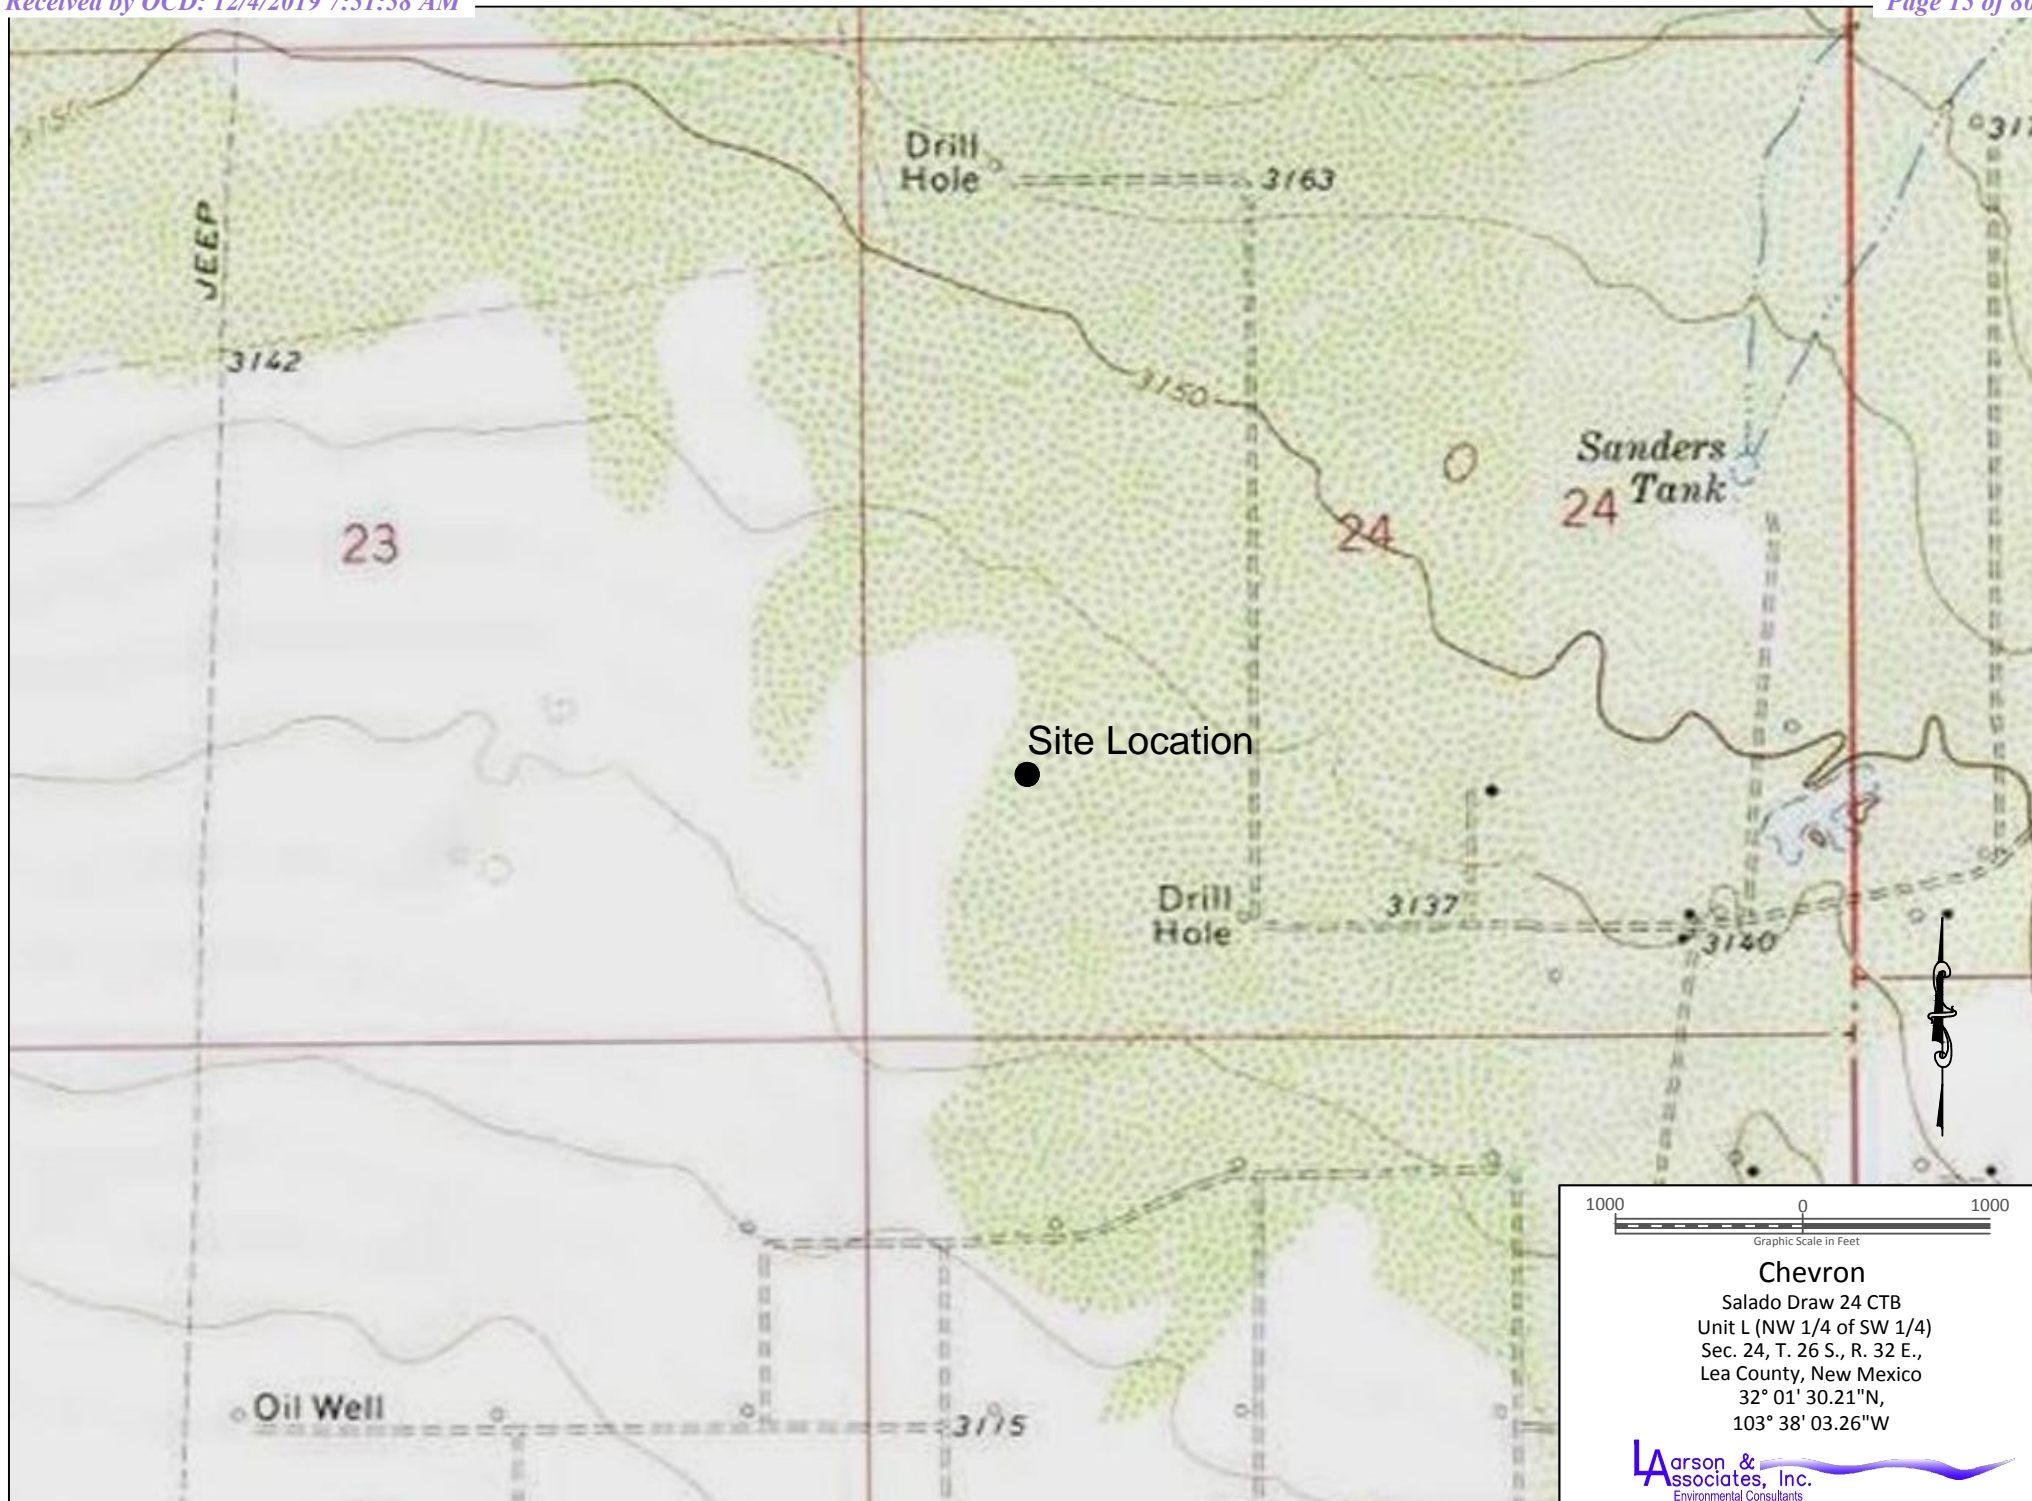 Received by OCD: 12/4/2019 7:51:58 AM
Page 15 of 80
Drill
Hole
3163
JEEP
3142
3150
Sanders
Tank
23
24
24
Site Location
Drill
Hole
3137
3140
Oil Well
3115
1000 0 1000
Graphic Scale in Feet
Chevron
Salado Draw 24 CTB
Unit L (NW 1/4 of SW 1/4)
Sec. 24, T. 26 S., R. 32 E.,
Lea County, New Mexico
32° 01' 30.21"N,
103° 38' 03.26"W
Larson &
Associates, Inc.
Environmental Consultants